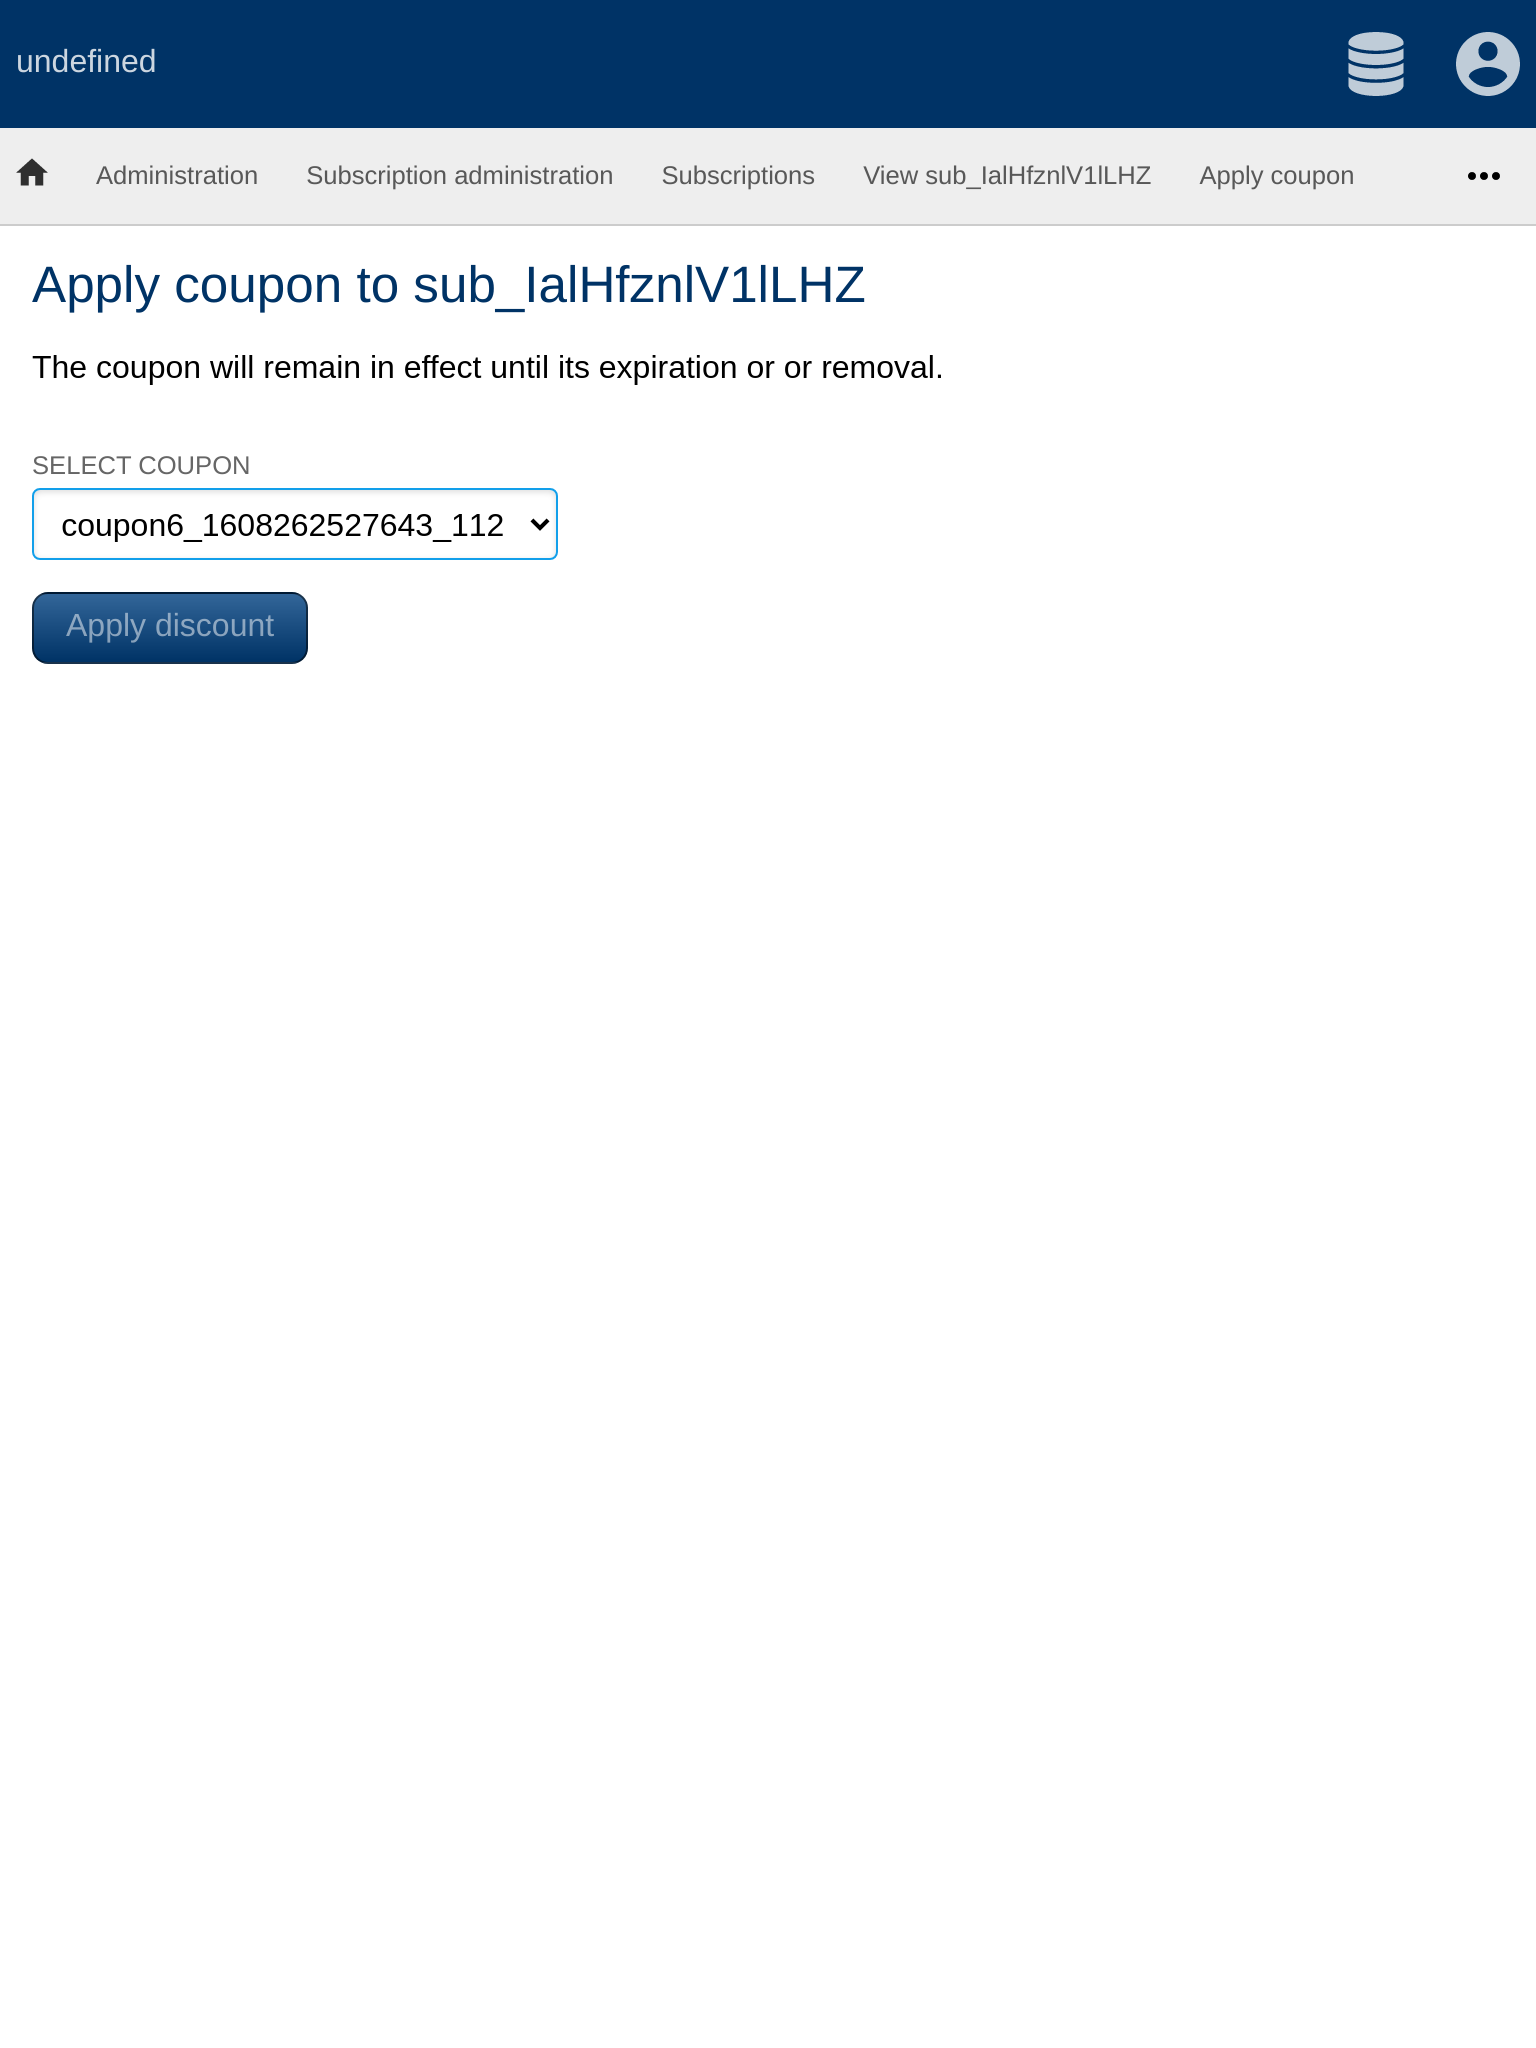 undefined
Administration Subscription administration Subscriptions View sub_IalHfznlV1lLHZ Apply coupon
Apply coupon to sub_IalHfznlV1lLHZ
The coupon will remain in effect until its expiration or or removal.
SELECT COUPON
coupon6_1608262527643_112
Apply discount